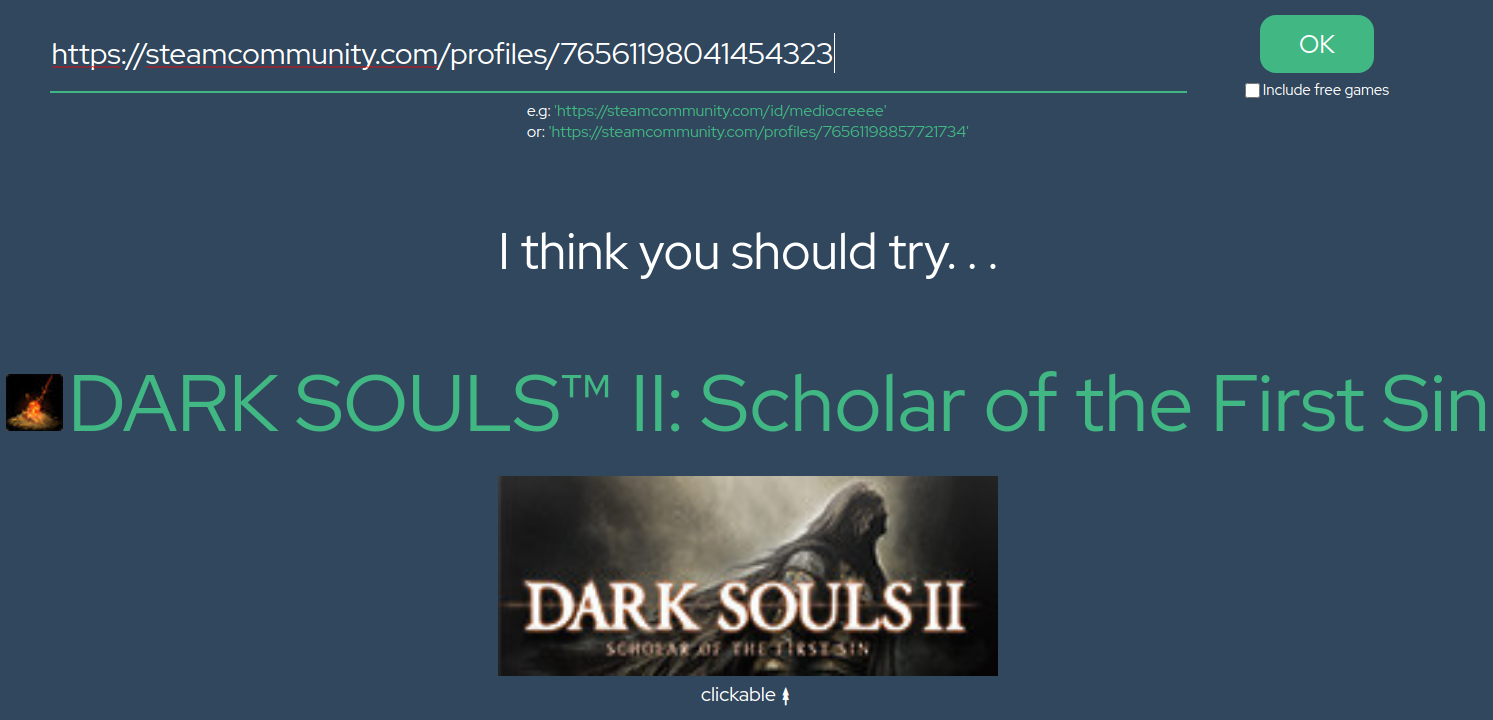 https://steamcommunity.com/profiles/76561198041454323
OK
Include free games
e.g: 'https://steamcommunity.com/id/mediocreeee'
or: 'https://steamcommunity.com/profiles/76561198857721734'
I think you should try. . .
DARK SOULS™ II: Scholar of the First Sin
DARK SOULS II
SCHOLAR OF THE FIRST SIN
clickable